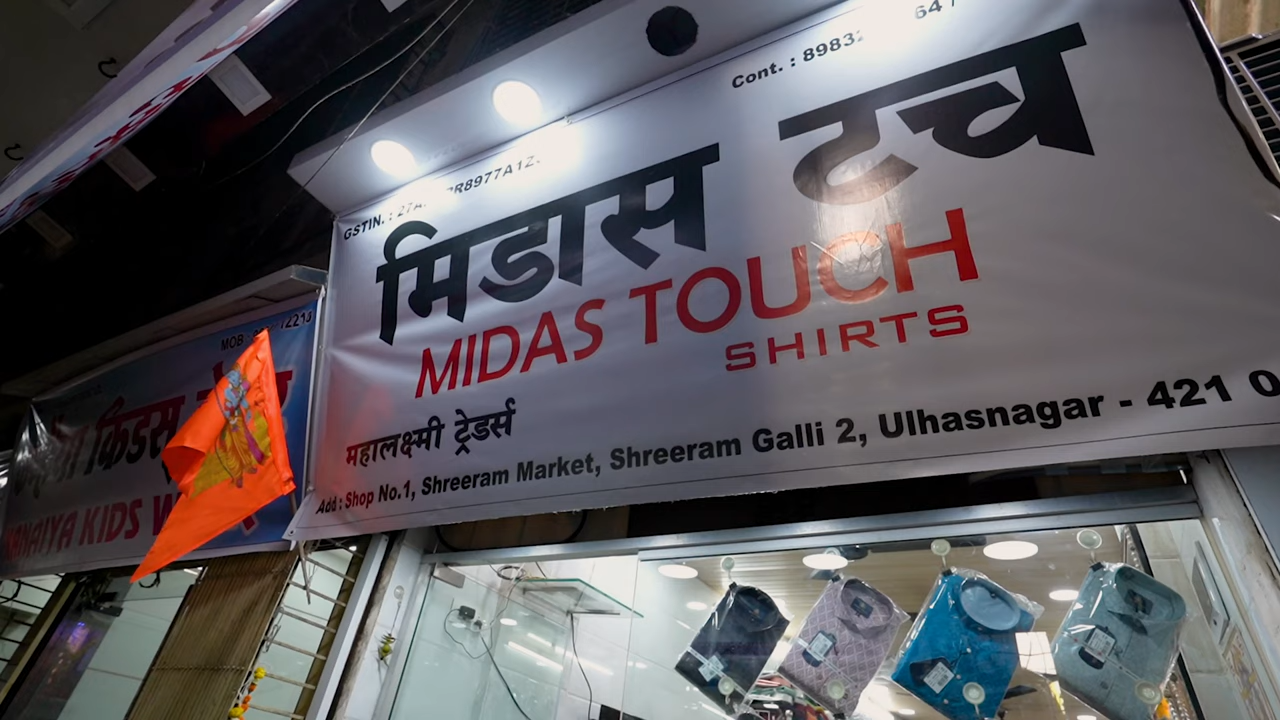 Cont. : 8983
GSTIN. :
मिडास टच
MIDAS TOUCH
SHIRTS
महालक्ष्मी ट्रेडर्स
Add : Shop No.1, Shreeram Market, Shreeram Galli 2, Ulhasnagar - 421 0
MOB
किडस्
KIDS